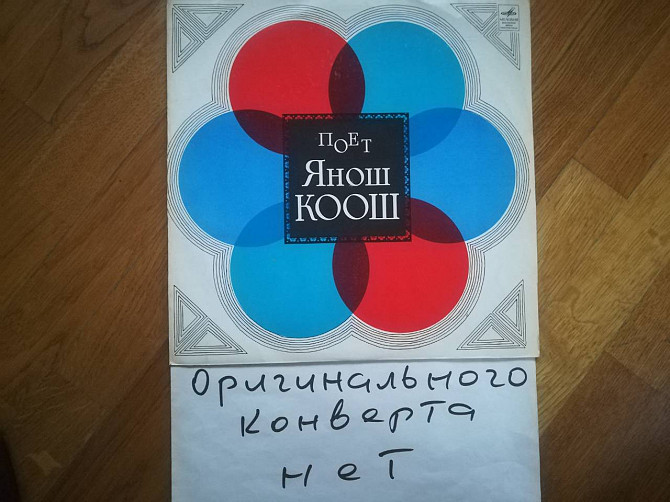 Поет
Янош
КООШ
Оригинального
конверта
нет